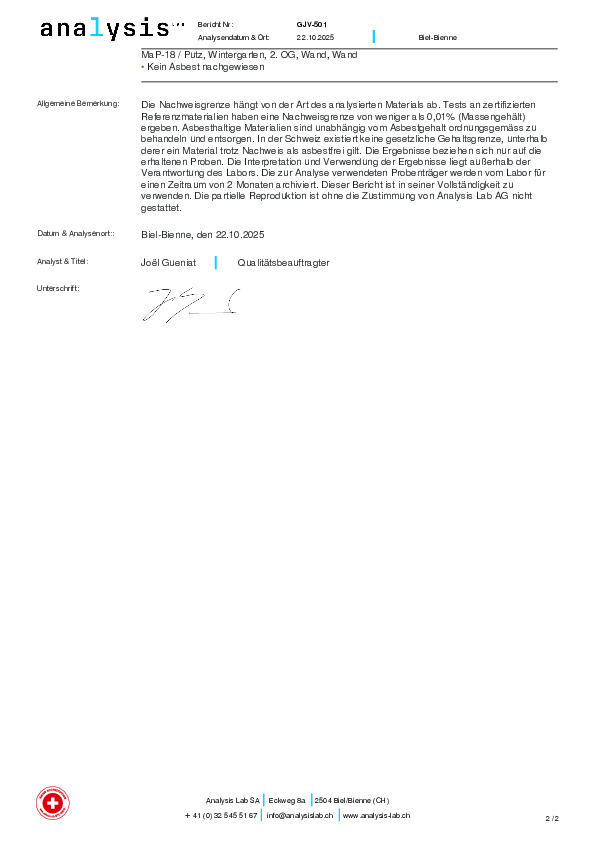 analysis
Bericht Nr: GJV-501
Analysendatum & Ort: 22.10.2025 Biel-Bienne
MaP-18 / Putz, Wintergarten, 2. OG, Wand, Wand
• Kein Asbest nachgewiesen
Allgemeine Bemerkung: Die Nachweisgrenze hängt von der Art des analysierten Materials ab. Tests an zertifizierten
Referenzmaterialien haben eine Nachweisgrenze von weniger als 0,01% (Massengehält)
ergeben. Asbesthaltige Materialien sind unabhängig vom Asbestgehalt ordnungsgemäss zu
behandeln und entsorgen. In der Schweiz existiert keine gesetzliche Gehaltsgrenze, unterhalb
derer ein Material trotz Nachweis als asbestfrei gilt. Die Ergebnisse beziehen sich nur auf die
erhaltenen Proben. Die Interpretation und Verwendung der Ergebnisse liegt außerhalb der
Verantwortung des Labors. Die zur Analyse verwendeten Probenträger werden vom Labor für
einen Zeitraum von 2 Monaten archiviert. Dieser Bericht ist in seiner Vollständigkeit zu
verwenden. Die partielle Reproduktion ist ohne die Zustimmung von Analysis Lab AG nicht
gestattet.
Datum & Analysenort:: Biel-Bienne, den 22.10.2025
Analyst & Titel: Joël Gueniat Qualitätsbeauftragter
Unterschrift:
Analysis Lab SA Eckweg 8a 2504 Biel/Bienne (CH)
+ 41 (0) 32 545 51 67 info@analysislab.ch www.analysis-lab.ch
2 / 2